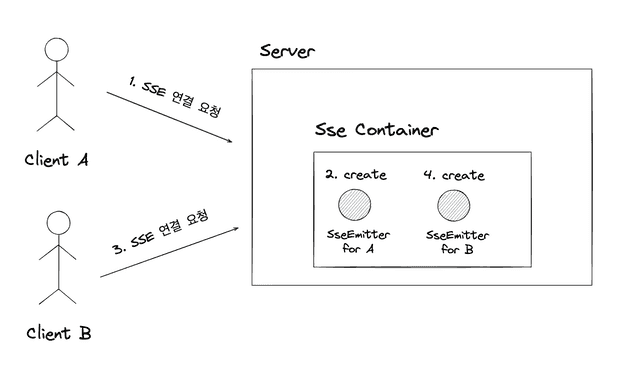 Server
1. SSE 연결 요청
Client A
Sse Container
2. create
SseEmitter
for A
4. create
SseEmitter
for B
3. SSE 연결 요청
Client B